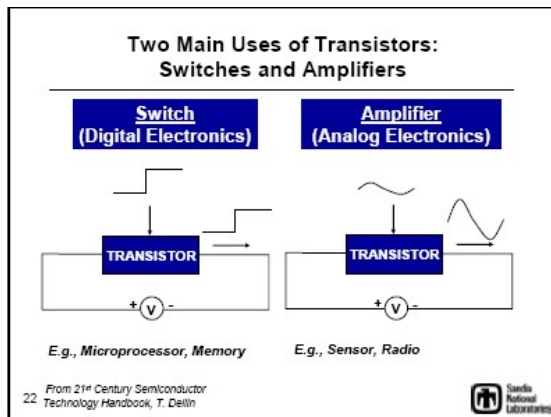 Two Main Uses of Transistors:
Switches and Amplifiers
Switch
(Digital Electronics)
Amplifier
(Analog Electronics)
TRANSISTOR
TRANSISTOR
+ V -
+ V -
E.g., Microprocessor, Memory
E.g., Sensor, Radio
22 From 21st Century Semiconductor
Technology Handbook, T. Dellin
Sandia
National
Laboratories